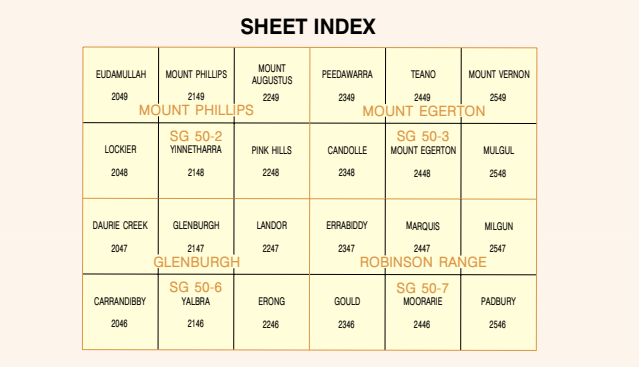 SHEET INDEX
EUDAMULLAH MOUNT PHILLIPS MOUNT AUGUSTUS PEEDAWARRA TEANO MOUNT VERNON
2049 2149 2249 2349 2449 2549
MOUNT PHILLIPS MOUNT EGERTON
SG 50-2 SG 50-3
LOCKIER YINNETHARRA PINK HILLS CANDOLLE MOUNT EGERTON MULGUL
2048 2148 2248 2348 2448 2548
DAURIE CREEK GLENBURGH LANDOR ERRABIDDY MARQUIS MILGUN
2047 2147 2247 2347 2447 2547
GLENBURGH ROBINSON RANGE
SG 50-6 SG 50-7
CARRANDIBBY YALBRA ERONG GOULD MOORARIE PADBURY
2046 2146 2246 2346 2446 2546